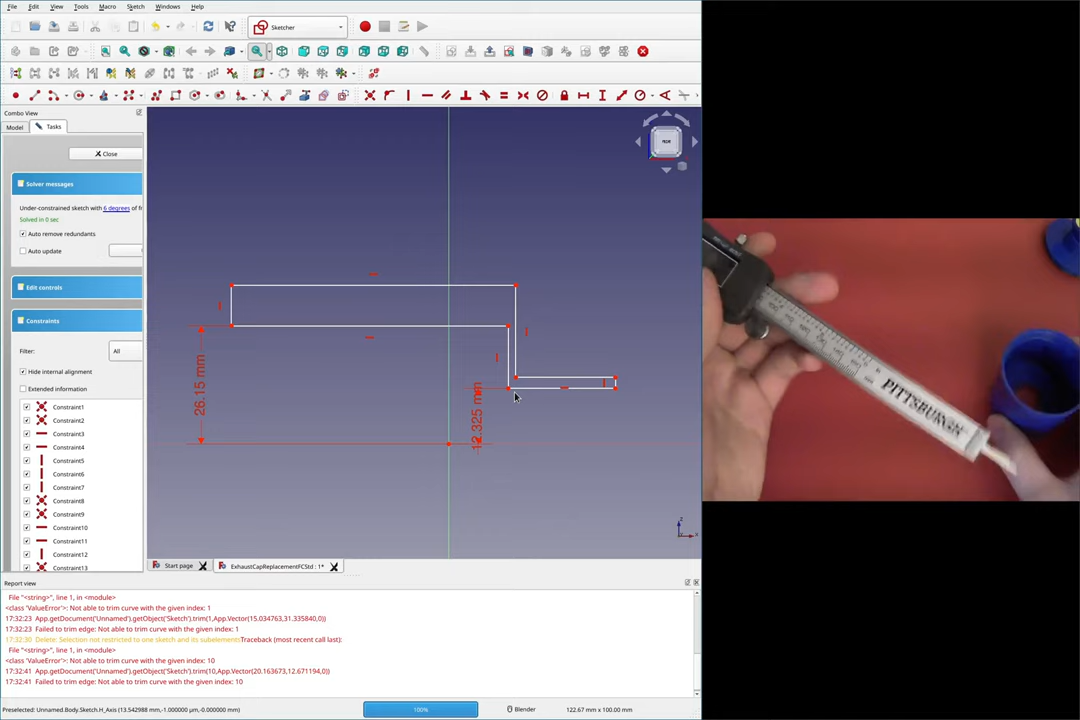 File Edit View Tools Macro Sketch Windows Help
Sketcher
Combo View
Model Tasks
Close
Solver messages
Under-constrained sketch with 6 degrees of fr
Solved in 0 sec
Auto remove redundants
Auto update
Edit controls
Constraints
Filter: All
Hide internal alignment
Extended information
Constraint1
Constraint2
Constraint3
Constraint4
Constraint5
Constraint6
Constraint7
Constraint8
Constraint9
Constraint10
Constraint11
Constraint12
Constraint13
26.15 mm
12.325 mm
PITTSBURGH
Start page ExhaustCapReplacementFCStd : 1*
Report view
File "<string>", line 1, in <module>
<class 'ValueError'>: Not able to trim curve with the given index: 1
17:32:23 App.getDocument('Unnamed').getObject('Sketch').trim(1,App.Vector(15.034763,31.335840,0))
17:32:23 Failed to trim edge: Not able to trim curve with the given index: 1
17:32:30 Delete: Selection not restricted to one sketch and its subelementsTraceback (most recent call last):
File "<string>", line 1, in <module>
<class 'ValueError'>: Not able to trim curve with the given index: 10
17:32:41 App.getDocument('Unnamed').getObject('Sketch').trim(10,App.Vector(20.163673,12.671194,0))
17:32:41 Failed to trim edge: Not able to trim curve with the given index: 10
Preselected: Unnamed.Body.Sketch.H_Axis (13.542988 mm,-1.000000 µm,-0.000000 mm) 100% Blender 122.67 mm x 100.00 mm